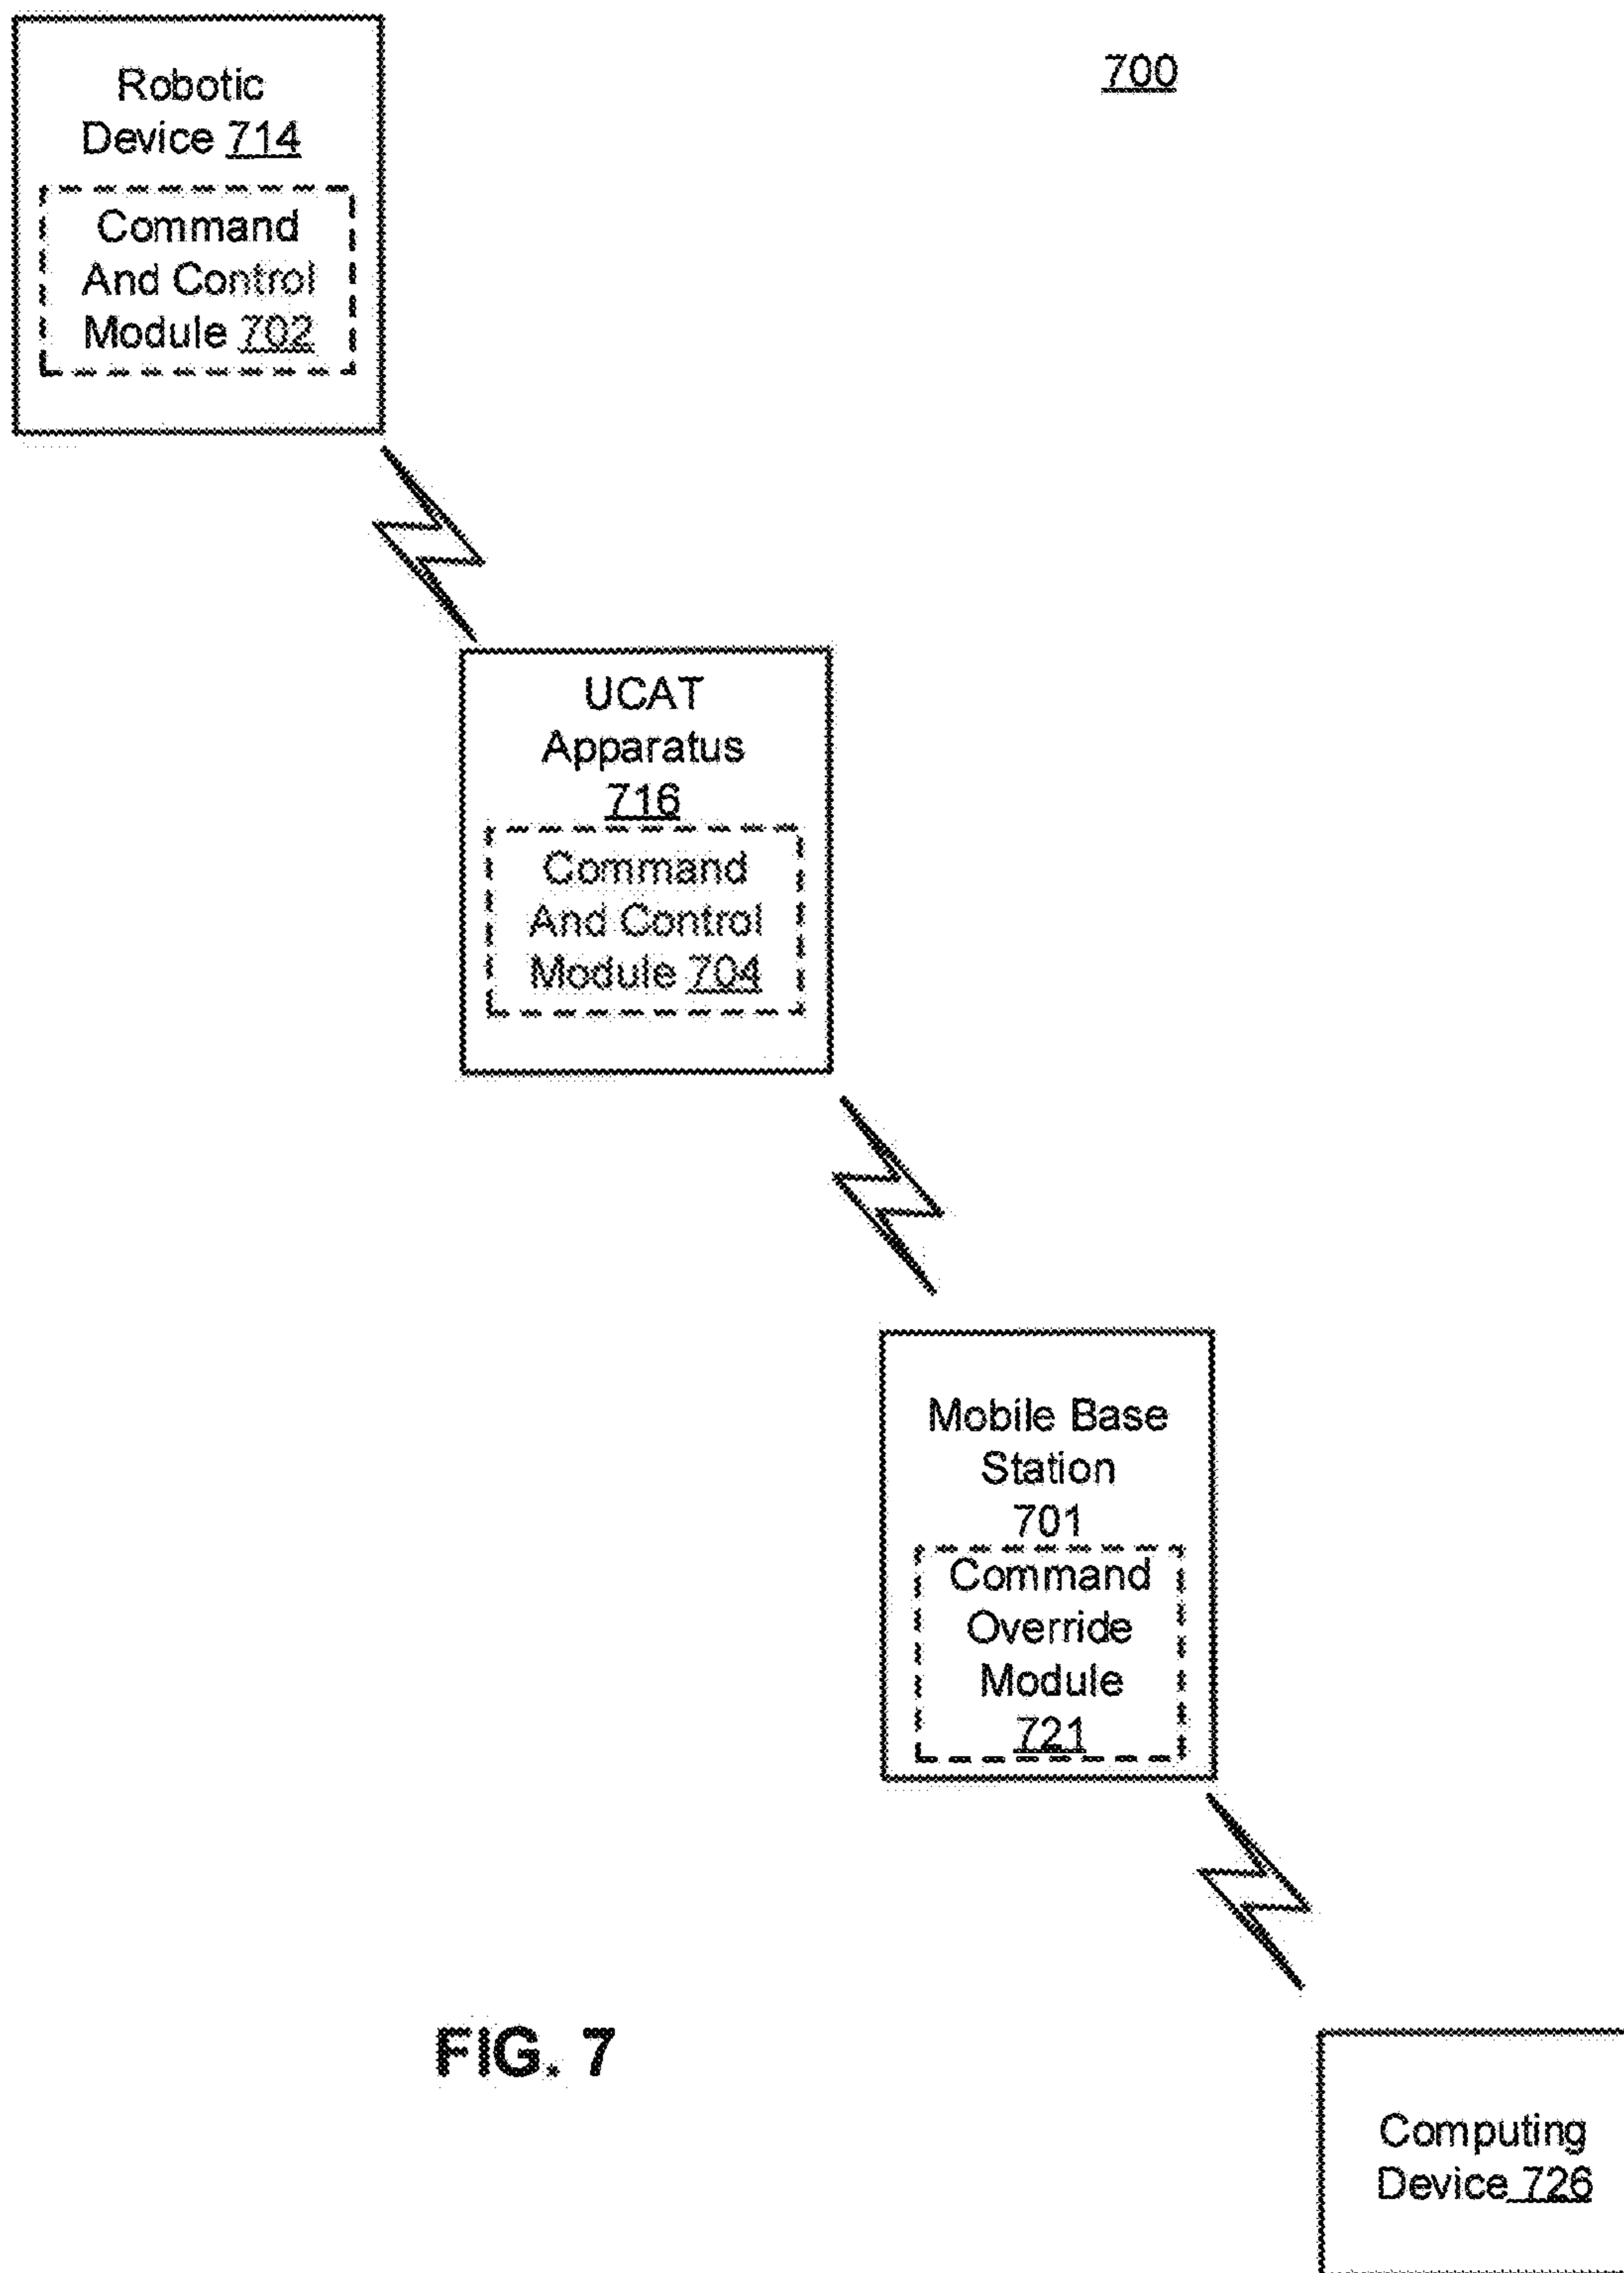 700
Robotic
Device 714
Command
And Control
Module 702
UCAT
Apparatus
716
Command
And Control
Module 704
Mobile Base
Station
701
Command
Override
Module
721
FIG. 7
Computing
Device 726